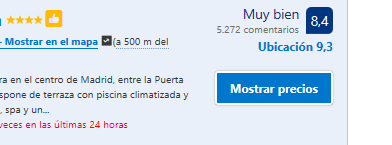 Muy bien 8,4
5.272 comentarios
- Mostrar en el mapa (a 500 m del
Ubicación 9,3
ra en el centro de Madrid, entre la Puerta
spone de terraza con piscina climatizada y
, spa y un...
Mostrar precios
veces en las últimas 24 horas